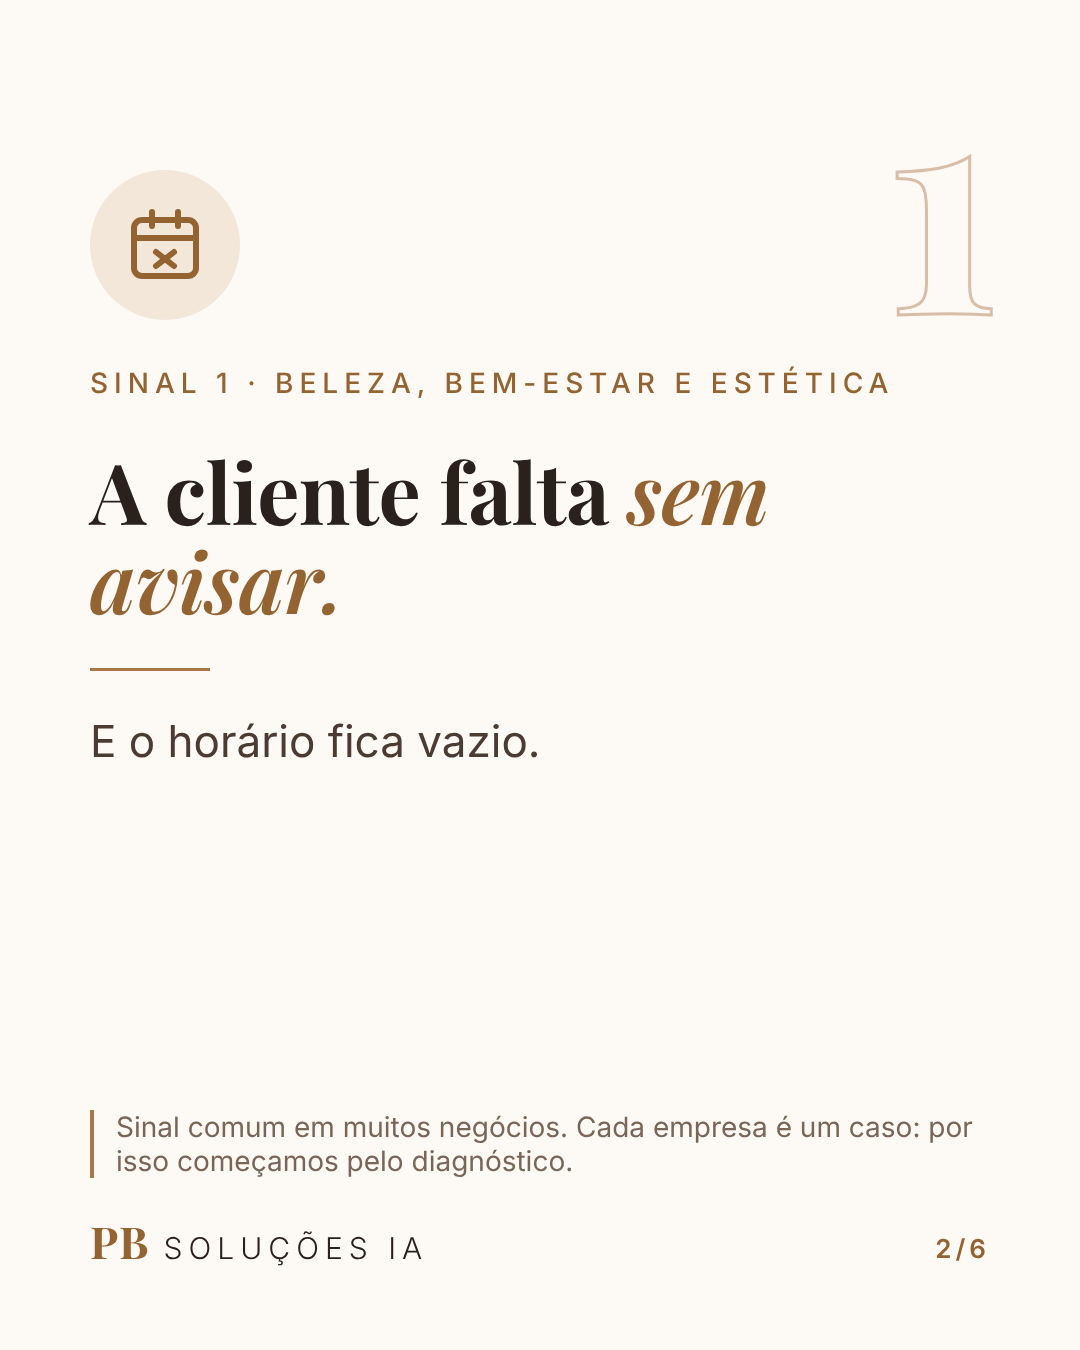 1
SINAL 1 · BELEZA, BEM-ESTAR E ESTÉTICA
A cliente falta sem
avisar.
E o horário fica vazio.
Sinal comum em muitos negócios. Cada empresa é um caso: por
isso começamos pelo diagnóstico.
PB SOLUÇÕES IA
2/6